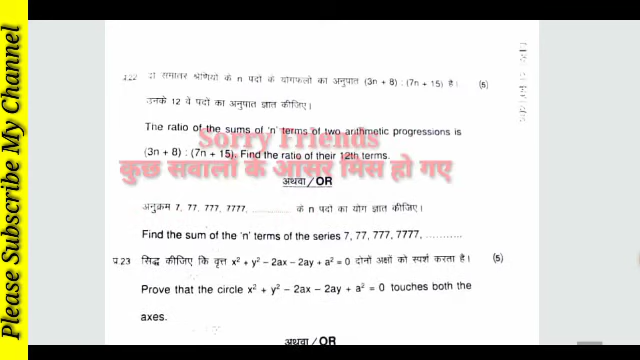 Please Subscribe My Channel
प्र.22 दो समांतर श्रेणियों के n पदों के योगफलों का अनुपात (3n + 8) : (7n + 15) है। (5)
उनके 12 वें पदों का अनुपात ज्ञात कीजिए।
The ratio of the sums of 'n' terms of two arithmetic progressions is
(3n + 8) : (7n + 15). Find the ratio of their 12th terms.
Sorry Friends
कुछ सवालो के आंसर मिस हो गए
अथवा/OR
अनुक्रम 7, 77, 777, 7777, ............... के n पदों का योग ज्ञात कीजिए।
Find the sum of the 'n' terms of the series 7, 77, 777, 7777, ...........
प्र.23 सिद्ध कीजिए कि वृत्त x² + y² – 2ax – 2ay + a² = 0 दोनों अक्षों को स्पर्श करता है। (5)
Prove that the circle x² + y² – 2ax – 2ay + a² = 0 touches both the
axes.
अथवा/OR